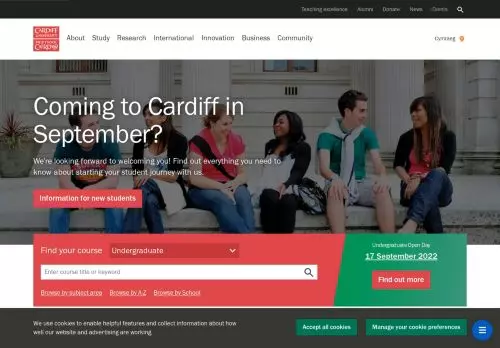 Teaching excellence Alumni Donate News Events
CARDIFF
UNIVERSITY
PRIFYSGOL
CAERDYDD
About Study Research International Innovation Business Community
Cymraeg
Coming to Cardiff in
September?
We're looking forward to welcoming you! Find out everything you need to
know about starting your student journey with us.
Information for new students
Find your course Undergraduate
Enter course title or keyword
Browse by subject area Browse by A-Z Browse by School
Undergraduate Open Day
17 September 2022
Find out more
We use cookies to enable helpful features and collect information about how
well our website and advertising are working.
Accept all cookies
Manage your cookie preferences